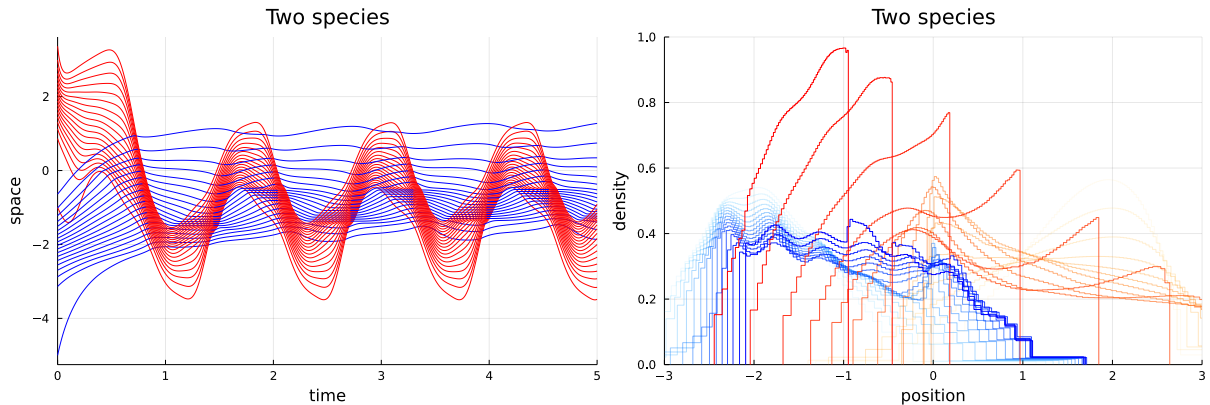 Two species
space
2
0
−2
−4
0 1 2 3 4 5
time
Two species
density
1.0
0.8
0.6
0.4
0.2
0.0
−3 −2 −1 0 1 2 3
position